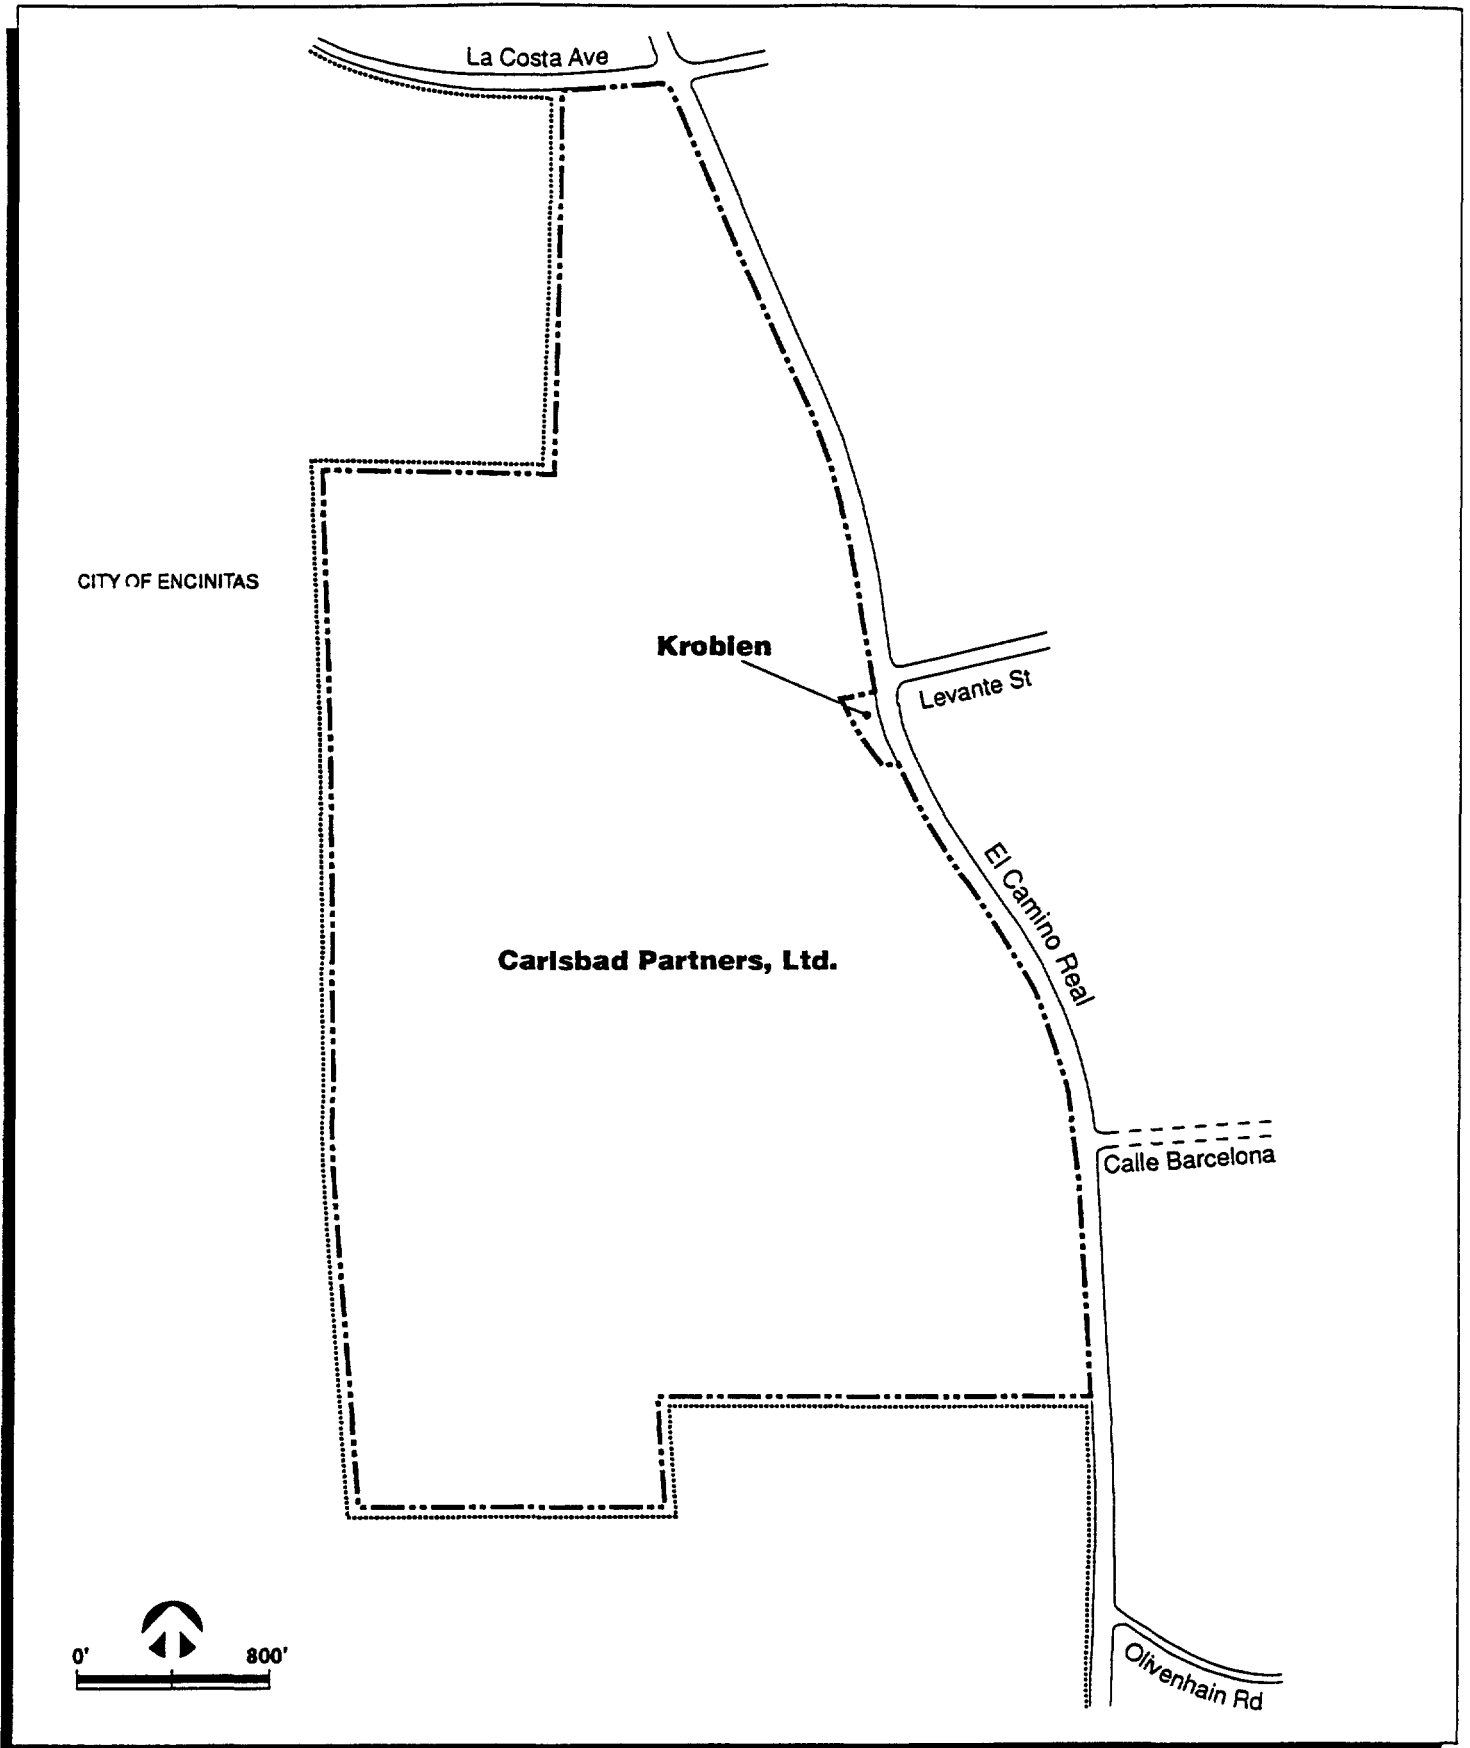 La Costa Ave
CITY OF ENCINITAS
Kroblen
Levante St
El Camino Real
Carlsbad Partners, Ltd.
Calle Barcelona
0' 800'
Olivenhain Rd